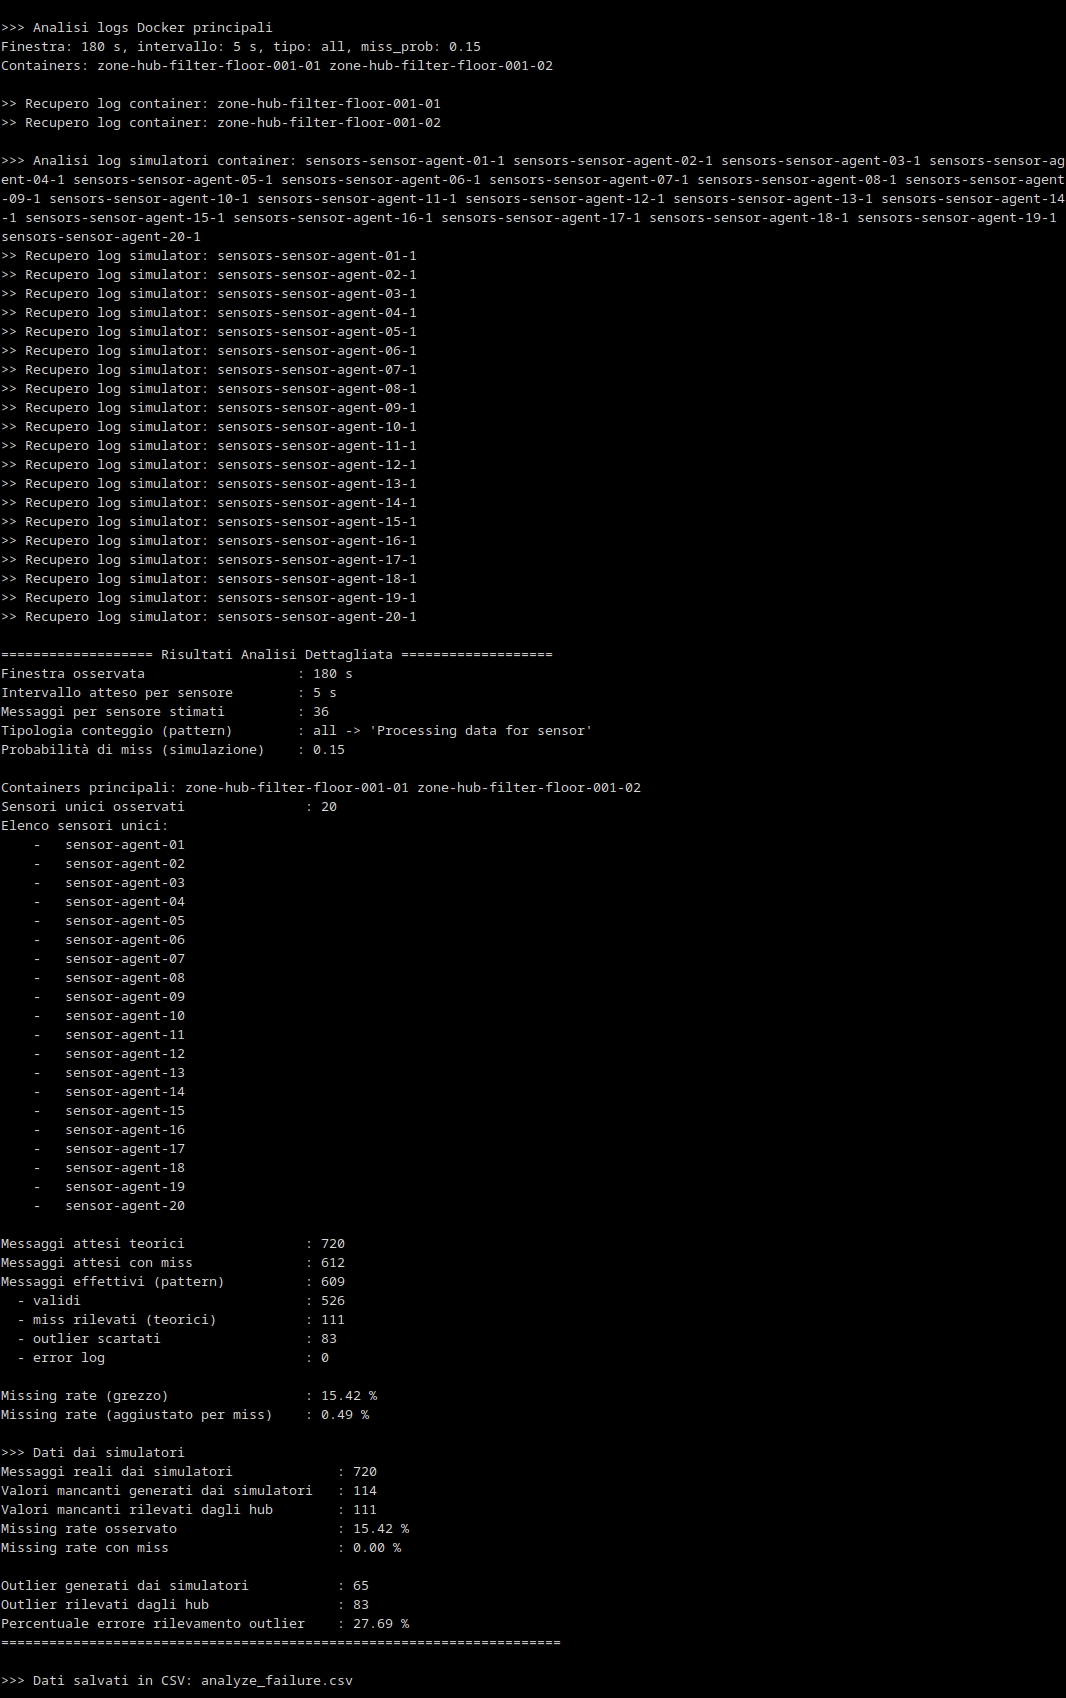 >>> Analisi logs Docker principali
Finestra: 180 s, intervallo: 5 s, tipo: all, miss_prob: 0.15
Containers: zone-hub-filter-floor-001-01 zone-hub-filter-floor-001-02
>> Recupero log container: zone-hub-filter-floor-001-01
>> Recupero log container: zone-hub-filter-floor-001-02
>>> Analisi log simulatori container: sensors-sensor-agent-01-1 sensors-sensor-agent-02-1 sensors-sensor-agent-03-1 sensors-sensor-ag
ent-04-1 sensors-sensor-agent-05-1 sensors-sensor-agent-06-1 sensors-sensor-agent-07-1 sensors-sensor-agent-08-1 sensors-sensor-agent
-09-1 sensors-sensor-agent-10-1 sensors-sensor-agent-11-1 sensors-sensor-agent-12-1 sensors-sensor-agent-13-1 sensors-sensor-agent-14
-1 sensors-sensor-agent-15-1 sensors-sensor-agent-16-1 sensors-sensor-agent-17-1 sensors-sensor-agent-18-1 sensors-sensor-agent-19-1
sensors-sensor-agent-20-1
>> Recupero log simulator: sensors-sensor-agent-01-1
>> Recupero log simulator: sensors-sensor-agent-02-1
>> Recupero log simulator: sensors-sensor-agent-03-1
>> Recupero log simulator: sensors-sensor-agent-04-1
>> Recupero log simulator: sensors-sensor-agent-05-1
>> Recupero log simulator: sensors-sensor-agent-06-1
>> Recupero log simulator: sensors-sensor-agent-07-1
>> Recupero log simulator: sensors-sensor-agent-08-1
>> Recupero log simulator: sensors-sensor-agent-09-1
>> Recupero log simulator: sensors-sensor-agent-10-1
>> Recupero log simulator: sensors-sensor-agent-11-1
>> Recupero log simulator: sensors-sensor-agent-12-1
>> Recupero log simulator: sensors-sensor-agent-13-1
>> Recupero log simulator: sensors-sensor-agent-14-1
>> Recupero log simulator: sensors-sensor-agent-15-1
>> Recupero log simulator: sensors-sensor-agent-16-1
>> Recupero log simulator: sensors-sensor-agent-17-1
>> Recupero log simulator: sensors-sensor-agent-18-1
>> Recupero log simulator: sensors-sensor-agent-19-1
>> Recupero log simulator: sensors-sensor-agent-20-1
=================== Risultati Analisi Dettagliata ===================
Finestra osservata                   : 180 s
Intervallo atteso per sensore        : 5 s
Messaggi per sensore stimati         : 36
Tipologia conteggio (pattern)        : all -> 'Processing data for sensor'
Probabilità di miss (simulazione)    : 0.15
Containers principali: zone-hub-filter-floor-001-01 zone-hub-filter-floor-001-02
Sensori unici osservati               : 20
Elenco sensori unici:
    -   sensor-agent-01
    -   sensor-agent-02
    -   sensor-agent-03
    -   sensor-agent-04
    -   sensor-agent-05
    -   sensor-agent-06
    -   sensor-agent-07
    -   sensor-agent-08
    -   sensor-agent-09
    -   sensor-agent-10
    -   sensor-agent-11
    -   sensor-agent-12
    -   sensor-agent-13
    -   sensor-agent-14
    -   sensor-agent-15
    -   sensor-agent-16
    -   sensor-agent-17
    -   sensor-agent-18
    -   sensor-agent-19
    -   sensor-agent-20
Messaggi attesi teorici               : 720
Messaggi attesi con miss              : 612
Messaggi effettivi (pattern)          : 609
  - validi                            : 526
  - miss rilevati (teorici)           : 111
  - outlier scartati                  : 83
  - error log                         : 0
Missing rate (grezzo)                 : 15.42 %
Missing rate (aggiustato per miss)    : 0.49 %
>>> Dati dai simulatori
Messaggi reali dai simulatori             : 720
Valori mancanti generati dai simulatori   : 114
Valori mancanti rilevati dagli hub        : 111
Missing rate osservato                    : 15.42 %
Missing rate con miss                     : 0.00 %
Outlier generati dai simulatori           : 65
Outlier rilevati dagli hub                : 83
Percentuale errore rilevamento outlier    : 27.69 %
======================================================================
>>> Dati salvati in CSV: analyze_failure.csv